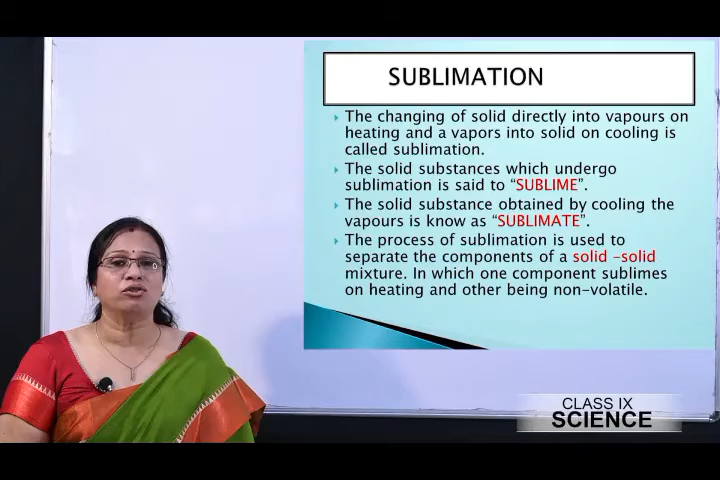 SUBLIMATION
The changing of solid directly into vapours on
heating and a vapors into solid on cooling is
called sublimation.
The solid substances which undergo
sublimation is said to “SUBLIME”.
The solid substance obtained by cooling the
vapours is know as “SUBLIMATE”.
The process of sublimation is used to
separate the components of a solid -solid
mixture. In which one component sublimes
on heating and other being non-volatile.
CLASS IX
SCIENCE